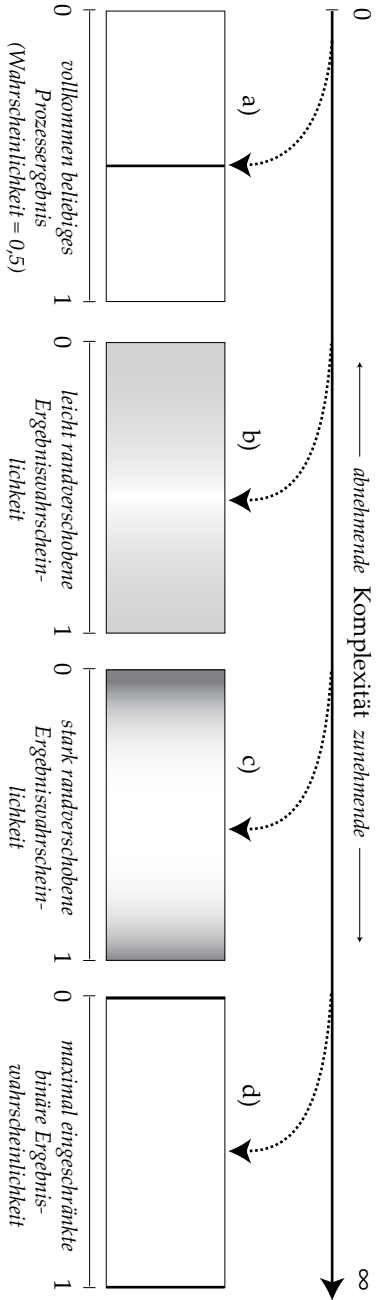 ← abnehmende Komplexität zunehmende →
0 ∞
a)
0 1
vollkommen beliebiges
Prozessergebnis
(Wahrscheinlichkeit = 0,5)
b)
0 1
leicht randverschobene
Ergebniswahrschein-
lichkeit
c)
0 1
stark randverschobene
Ergebniswahrschein-
lichkeit
d)
0 1
maximal eingeschränkte
binäre Ergebnis-
wahrscheinlichkeit